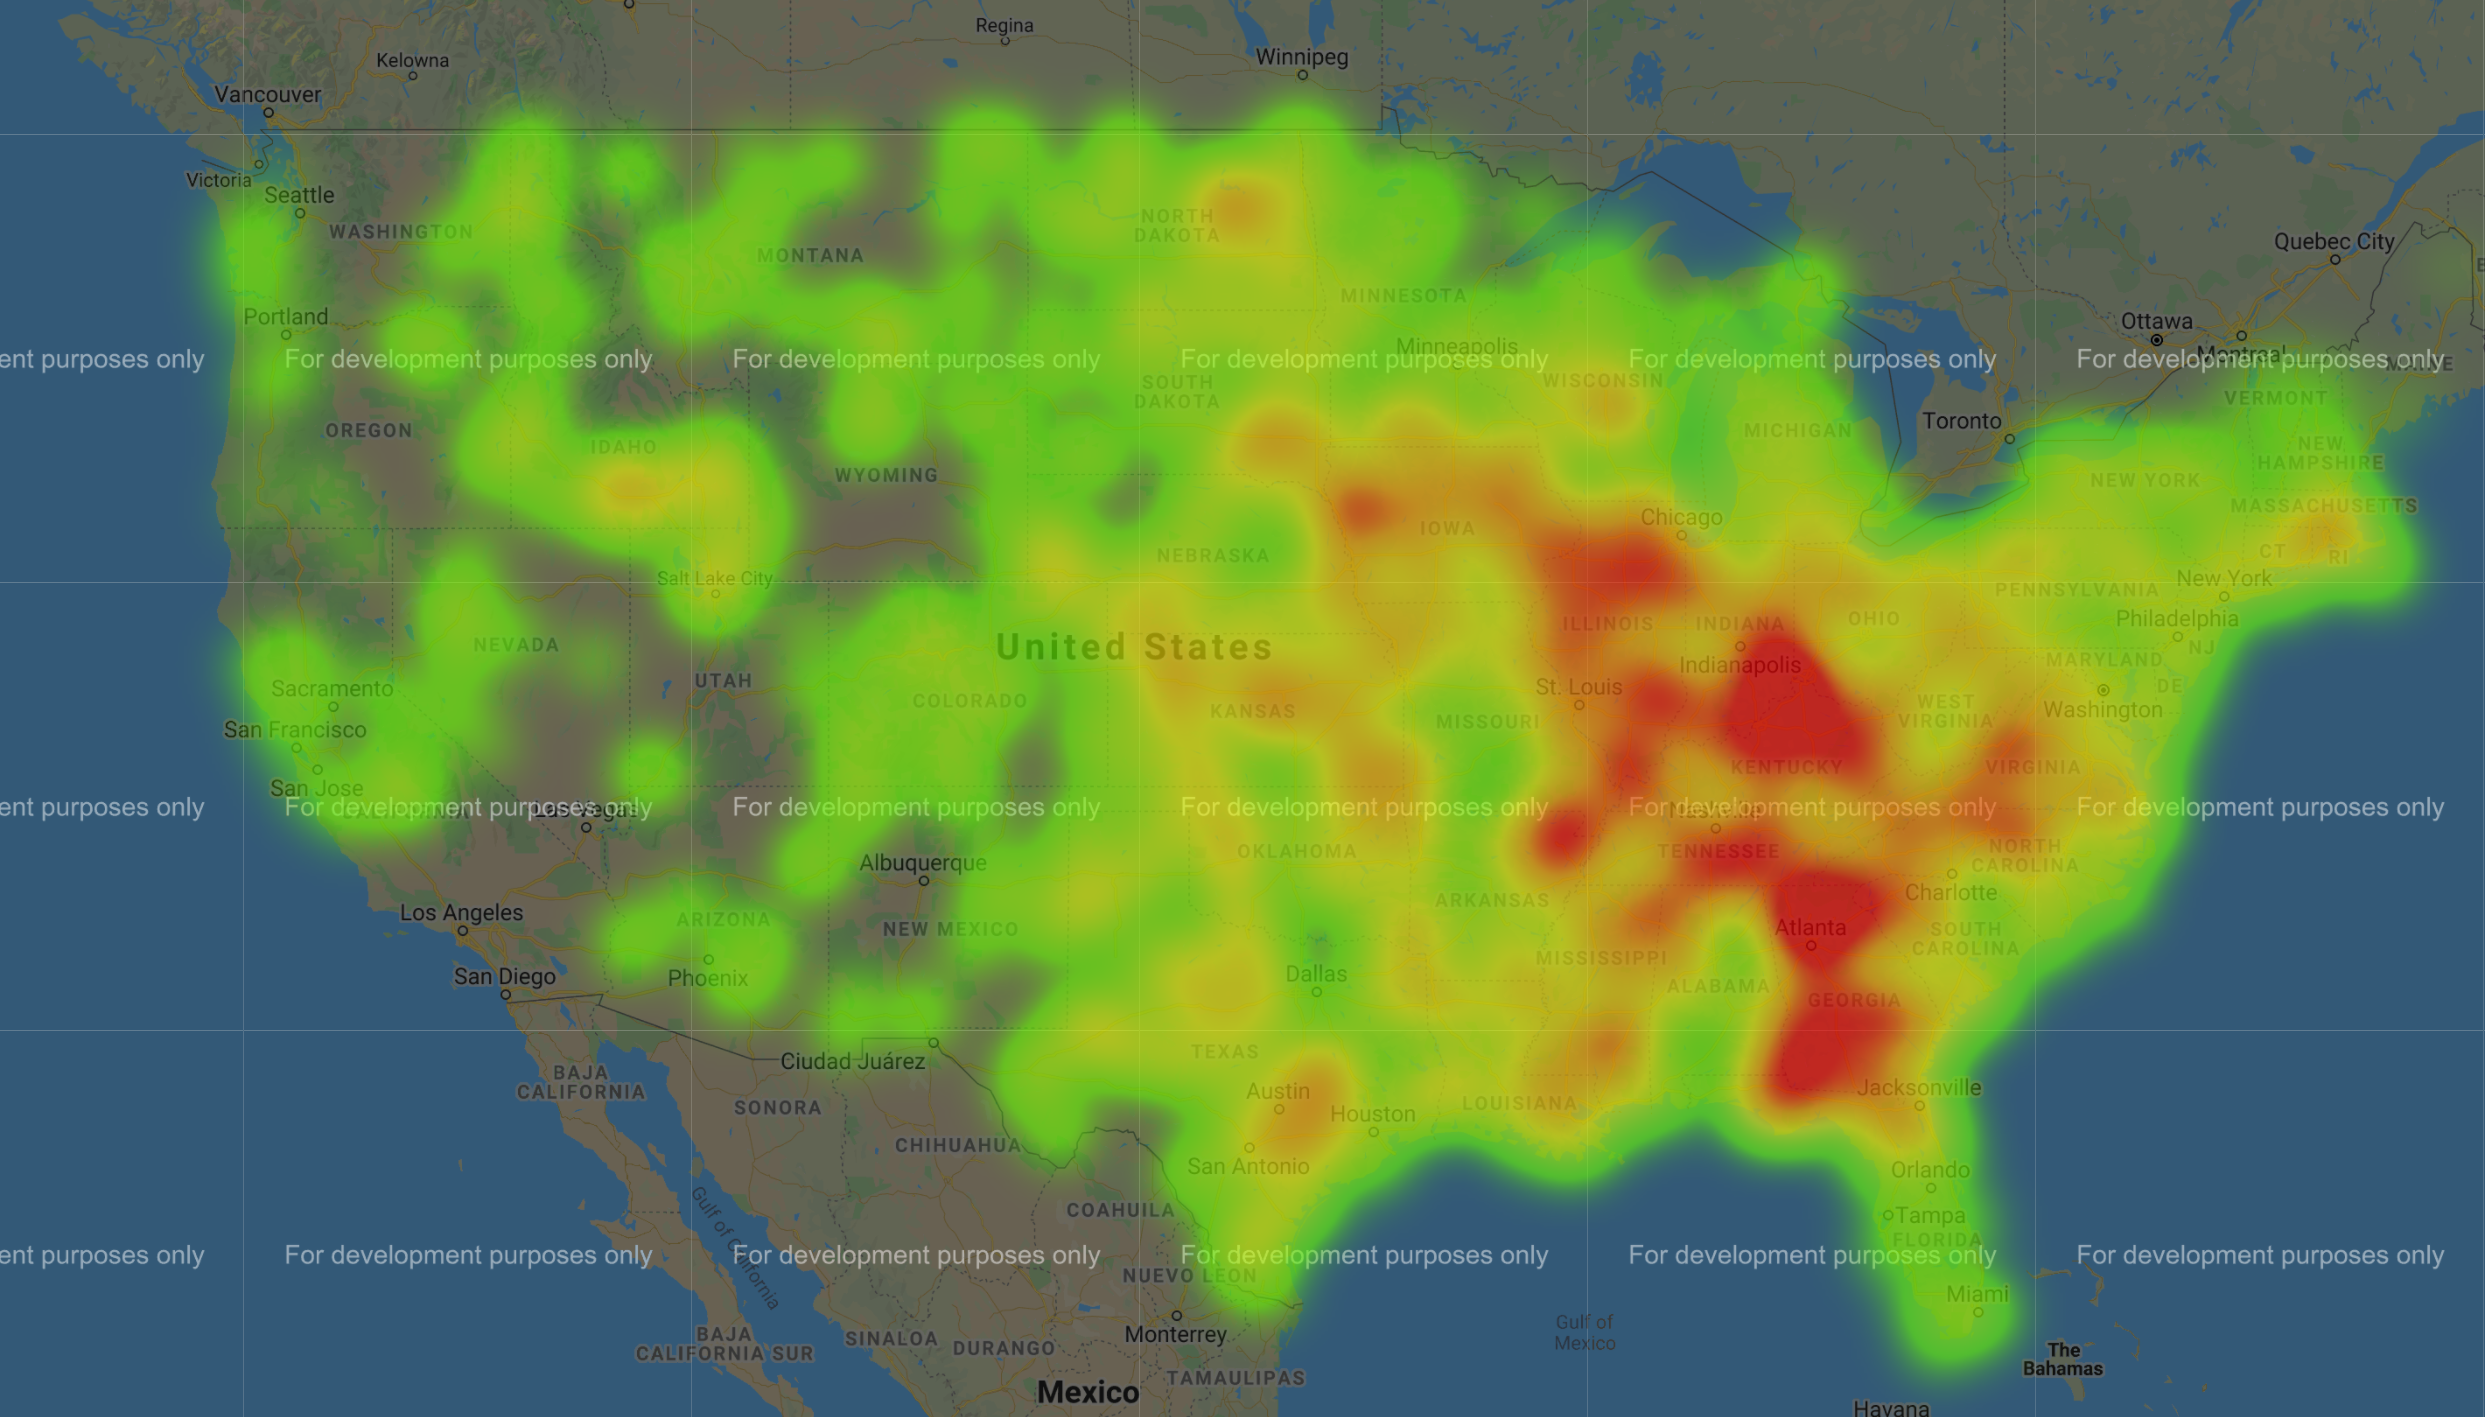 Regina
Winnipeg
Kelowna
Vancouver
Victoria
Seattle
WASHINGTON
NORTH
DAKOTA
MONTANA
Quebec City
MINNESOTA
Portland
Ottawa
Minneapolis
Montreal
ent purposes only
For development purposes only
For development purposes only
For development purposes only
For development purposes only
For development purposes only
MAINE
SOUTH
DAKOTA
WISCONSIN
VERMONT
OREGON
IDAHO
Toronto
MICHIGAN
NEW
HAMPSHIRE
WYOMING
NEW YORK
MASSACHUSETTS
Chicago
IOWA
NEBRASKA
CT
RI
Salt Lake City
New York
PENNSYLVANIA
Philadelphia
ILLINOIS
INDIANA
OHIO
NEVADA
United States
NJ
Indianapolis
MARYLAND
UTAH
Sacramento
COLORADO
St. Louis
DE
KANSAS
MISSOURI
WEST
VIRGINIA
Washington
San Francisco
KENTUCKY
VIRGINIA
San Jose
ent purposes only
For development purposes only
For development purposes only
For development purposes only
For development purposes only
For development purposes only
CALIFORNIA
Las Vegas
Nashville
OKLAHOMA
TENNESSEE
NORTH
CAROLINA
Albuquerque
Charlotte
ARKANSAS
Los Angeles
ARIZONA
NEW MEXICO
Atlanta
SOUTH
CAROLINA
MISSISSIPPI
San Diego
Phoenix
Dallas
ALABAMA
GEORGIA
TEXAS
Ciudad Juárez
BAJA
CALIFORNIA
Austin
Jacksonville
SONORA
Houston
LOUISIANA
CHIHUAHUA
San Antonio
Orlando
COAHUILA
Tampa
Gulf of California
FLORIDA
ent purposes only
For development purposes only
For development purposes only
For development purposes only
For development purposes only
For development purposes only
NUEVO LEON
Miami
Gulf of
Mexico
Monterrey
BAJA
CALIFORNIA SUR
SINALOA
DURANGO
The
Bahamas
TAMAULIPAS
Mexico
Havana